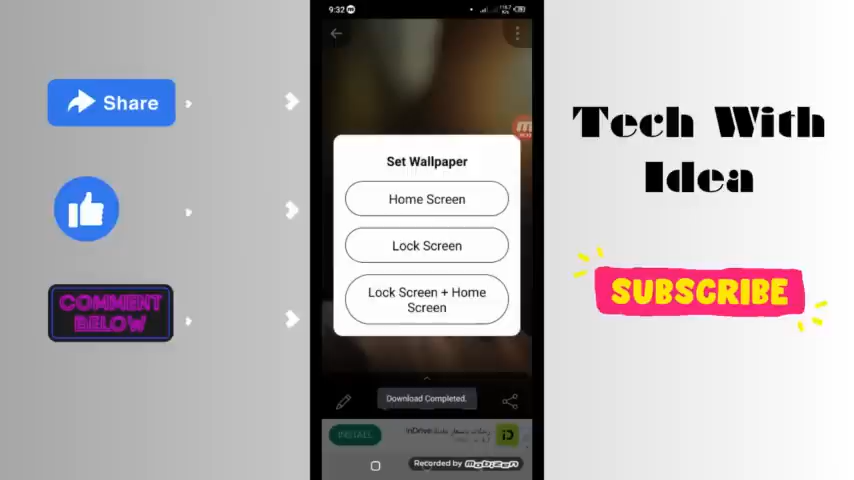 9:32
Share
COMMENT
BELOW
Set Wallpaper
Home Screen
Lock Screen
Lock Screen + Home
Screen
Download Completed.
INSTALL
inDrive
Recorded by mobizen
Tech With
Idea
SUBSCRIBE